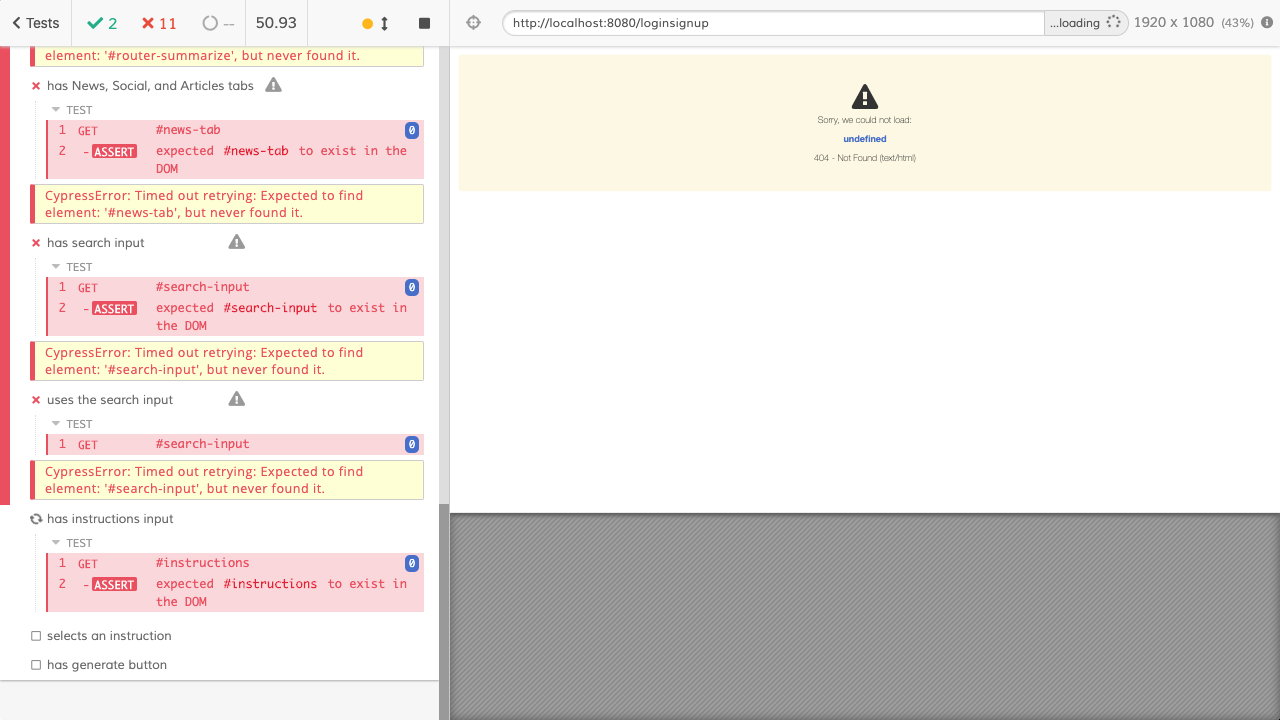 Tests
2
11
--
50.93
http://localhost:8080/loginsignup
...loading
1920 x 1080 (43%)
element: '#router-summarize', but never found it.
has News, Social, and Articles tabs
TEST
1 GET #news-tab 0
2 -ASSERT expected #news-tab to exist in the
DOM
CypressError: Timed out retrying: Expected to find
element: '#news-tab', but never found it.
has search input
TEST
1 GET #search-input 0
2 -ASSERT expected #search-input to exist in
the DOM
CypressError: Timed out retrying: Expected to find
element: '#search-input', but never found it.
uses the search input
TEST
1 GET #search-input 0
CypressError: Timed out retrying: Expected to find
element: '#search-input', but never found it.
has instructions input
TEST
1 GET #instructions 0
2 -ASSERT expected #instructions to exist in
the DOM
selects an instruction
has generate button
Sorry, we could not load:
undefined
404 - Not Found (text/html)